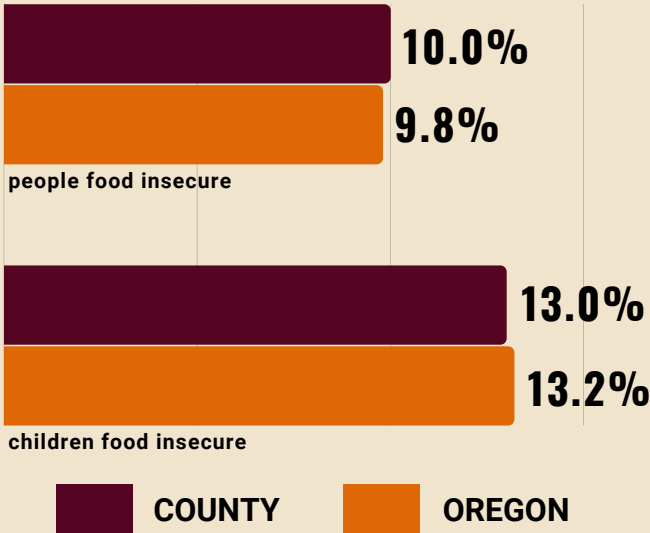 10.0%
9.8%
people food insecure
13.0%
13.2%
children food insecure
COUNTY OREGON